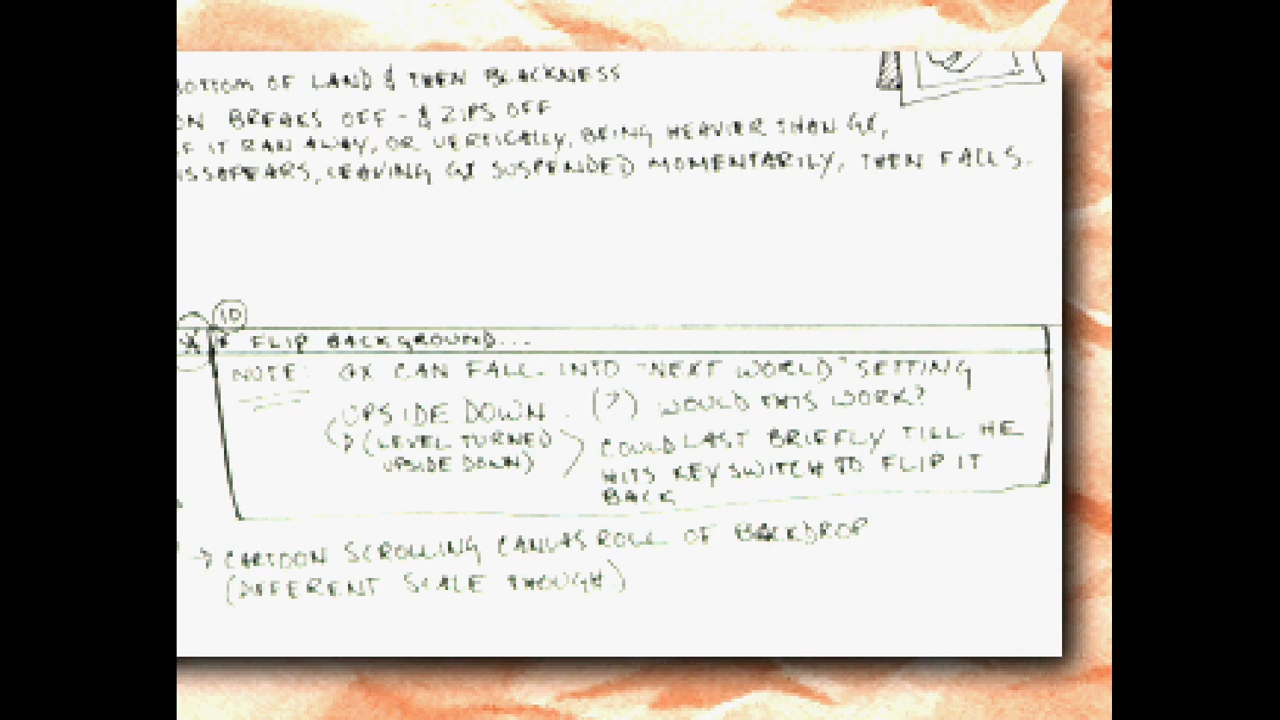 BOTTOM OF LAND & THEN BLACKNESS
ON BREAKS OFF - & ZIPS OFF
F IT RAN AWAY, OR VERTICALLY, BEING HEAVIER THAN GX,
ISSAPEARS, LEAVING GX SUSPENDED MOMENTARILY, THEN FALLS.
10
* FLIP BACKGROUND...
NOTE: GX CAN FALL INTO "NEXT WORLD" SETTING
UPSIDE DOWN. (?) WOULD THIS WORK?
(LEVEL TURNED UPSIDE DOWN)
COULD LAST BRIEFLY TILL HE
HITS KEY SWITCH TO FLIP IT
BACK
→ CARTOON SCROLLING CANVAS ROLL OF BACKDROP
(DIFFERENT SCALE THOUGH)